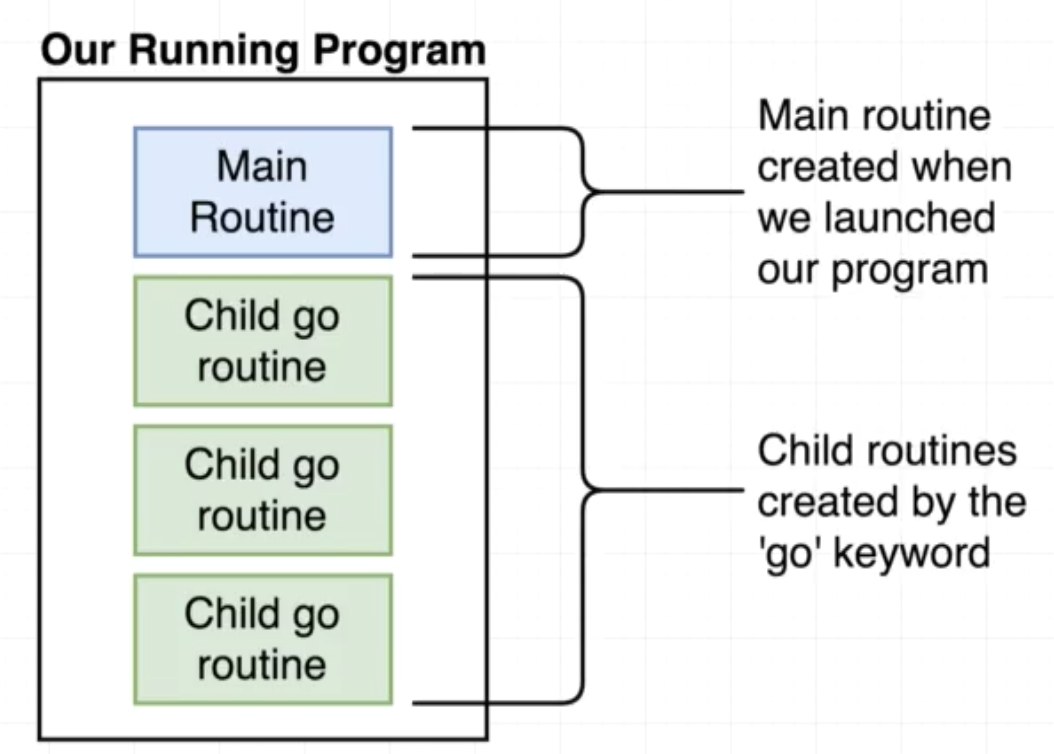 Our Running Program
Main
Routine
Main routine
created when
we launched
our program
Child go
routine
Child go
routine
Child go
routine
Child routines
created by the
'go' keyword